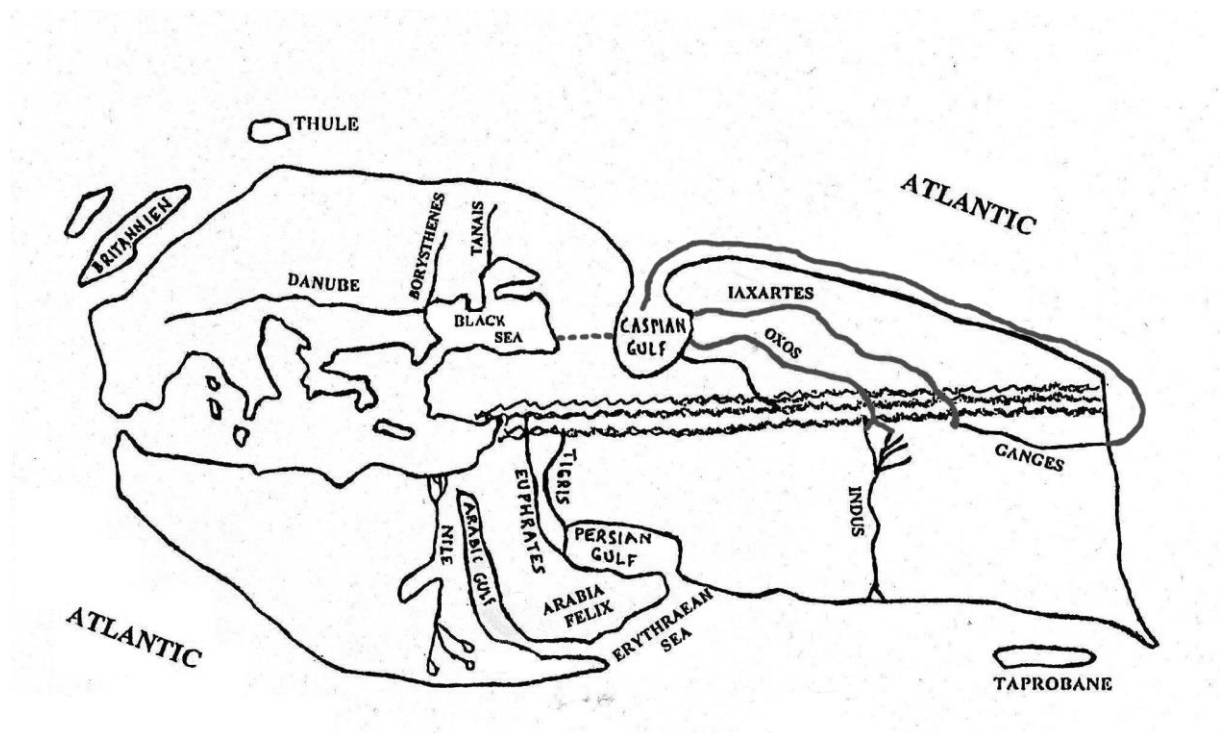 THULE
ATLANTIC
BRITANNIEN
BORYSTHENES
TANAIS
DANUBE
IAXARTES
BLACK
SEA
CASPIAN
GULF
OXOS
GANGES
TIGRIS
EUPHRATES
INDUS
NILE
ARABIC GULF
PERSIAN
GULF
ARABIA
FELIX
ATLANTIC
ERYTHRAEAN
SEA
TAPROBANE